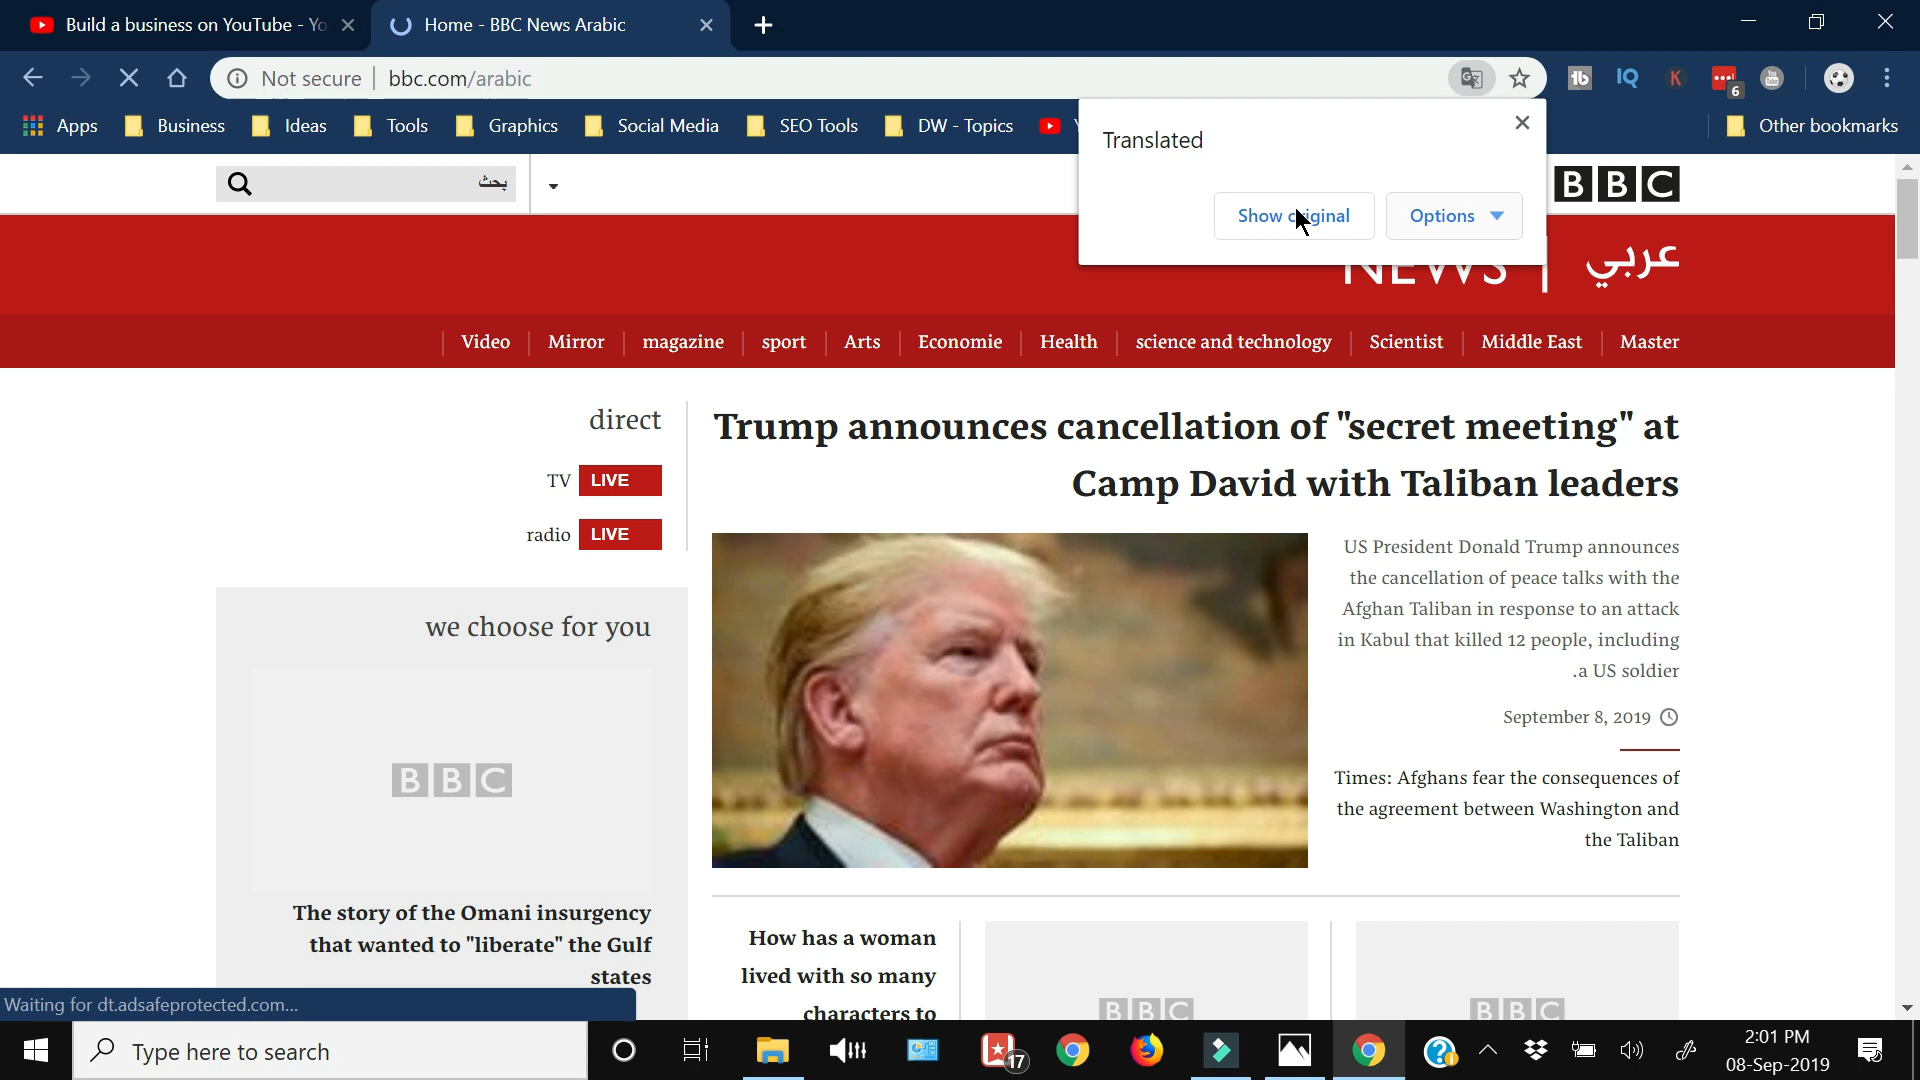 Build a business on YouTube - Yo
Home - BBC News Arabic
Not secure
bbc.com/arabic
6
Apps
Business
Ideas
Tools
Graphics
Social Media
SEO Tools
DW - Topics
Other bookmarks
Translated
Show original
Options
بحث
BBC
NEWS
عربي
Video
Mirror
magazine
sport
Arts
Economie
Health
science and technology
Scientist
Middle East
Master
direct
TV LIVE
radio LIVE
we choose for you
BBC
The story of the Omani insurgency
that wanted to "liberate" the Gulf
states
Trump announces cancellation of "secret meeting" at
Camp David with Taliban leaders
US President Donald Trump announces
the cancellation of peace talks with the
Afghan Taliban in response to an attack
in Kabul that killed 12 people, including
.a US soldier
September 8, 2019
Times: Afghans fear the consequences of
the agreement between Washington and
the Taliban
How has a woman
lived with so many
characters to
BBC
BBC
Waiting for dt.adsafeprotected.com...
Type here to search
17
2:01 PM
08-Sep-2019